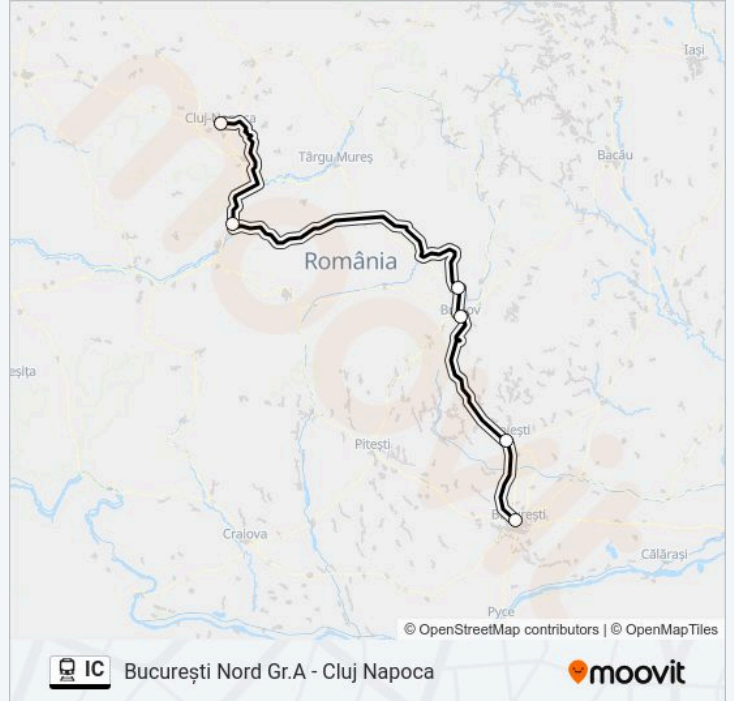 Iași
Cluj-Napoca
Târgu Mureș
Bacău
România
Brașov
eșița
Ploiești
Pitești
București
Craiova
Călărași
Pyce
© OpenStreetMap contributors | © OpenMapTiles
IC București Nord Gr.A - Cluj Napoca
moovit